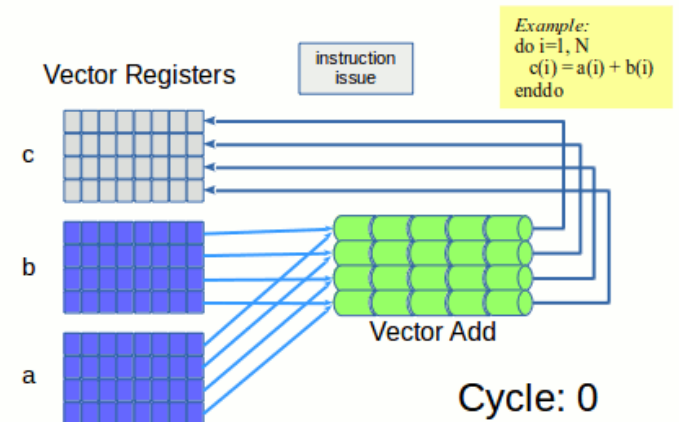 Example:
do i=1, N
c(i) = a(i) + b(i)
enddo
instruction
issue
Vector Registers
c
b
a
Vector Add
Cycle: 0